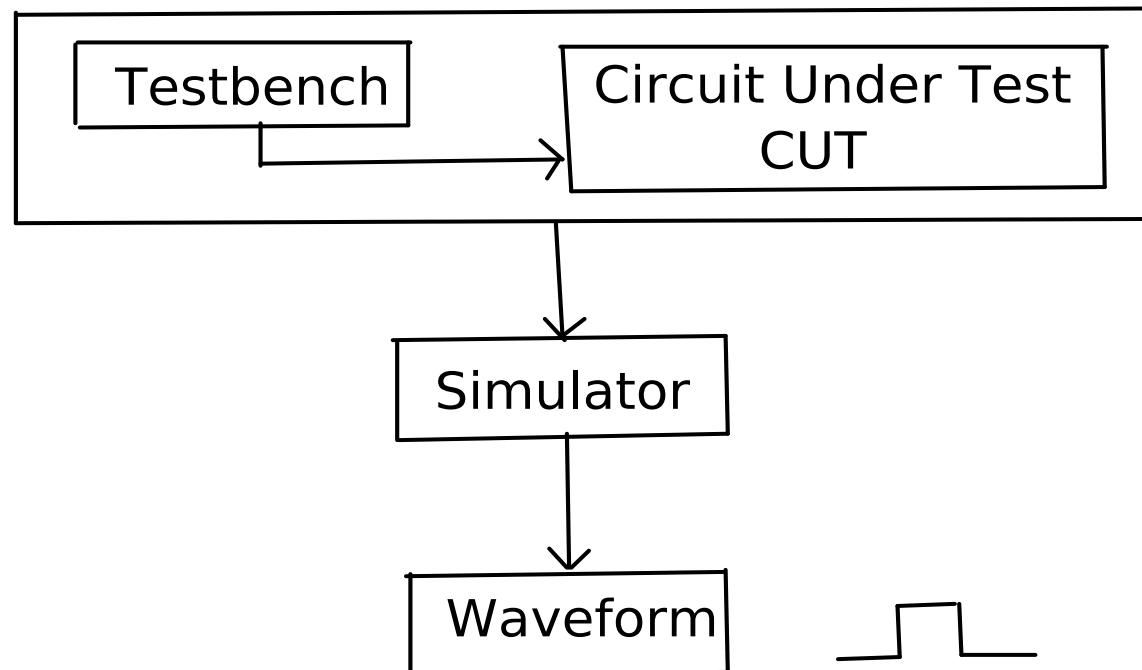 Testbench
Circuit Under Test
CUT
Simulator
Waveform